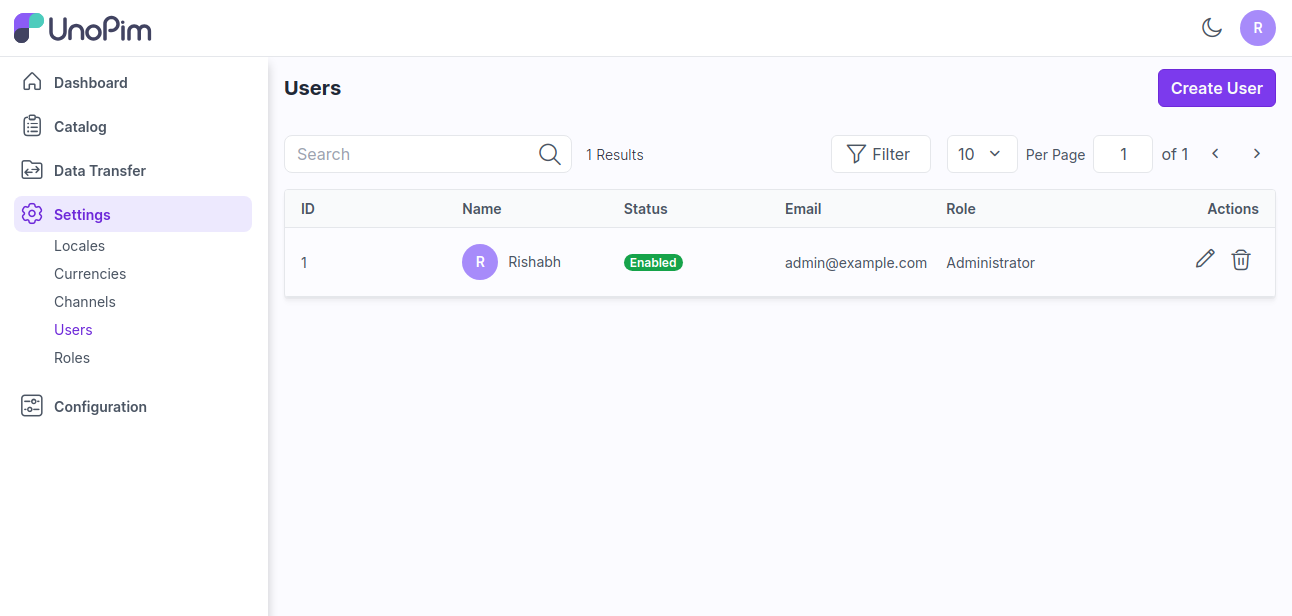 UnoPim
R
Dashboard
Catalog
Data Transfer
Settings
Locales
Currencies
Channels
Users
Roles
Configuration
Users
Create User
Search
1 Results
Filter
10
Per Page
1
of 1
ID Name Status Email Role Actions
1 R Rishabh Enabled admin@example.com Administrator